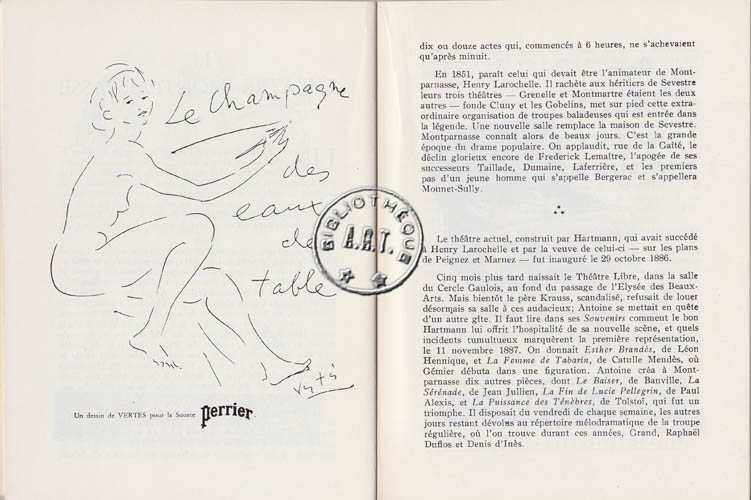 Le Champagne
des
eaux
de
table
Vertès
Un dessin de VERTES pour la Source Perrier
BIBLIOTHÈQUE
A.R.T.
dix ou douze actes qui, commencés à 6 heures, ne s'achevaient
qu'après minuit.
En 1851, paraît celui qui devait être l'animateur de Mont-
parnasse, Henry Larochelle. Il rachète aux héritiers de Sevestre
leurs trois théâtres — Grenelle et Montmartre étaient les deux
autres — fonde Cluny et les Gobelins, met sur pied cette extra-
ordinaire organisation de troupes baladeuses qui est entrée dans
la légende. Une nouvelle salle remplace la maison de Sevestre.
Montparnasse connaît alors de beaux jours. C'est la grande
époque du drame populaire. On applaudit, rue de la Gaîté, le
déclin glorieux encore de Frederick Lemaître, l'apogée de ses
successeurs Taillade, Dumaine, Laferrière, et les premiers
pas d'un jeune homme qui s'appelle Bergerac et s'appellera
Mounet-Sully.
Le théâtre actuel, construit par Hartmann, qui avait succédé
à Henry Larochelle et par la veuve de celui-ci — sur les plans
de Peignez et Marnez — fut inauguré le 29 octobre 1886.
Cinq mois plus tard naissait le Théâtre Libre, dans la salle
du Cercle Gaulois, au fond du passage de l'Elysée des Beaux-
Arts. Mais bientôt le père Krauss, scandalisé, refusait de louer
désormais sa salle à ces audacieux; Antoine se mettait en quête
d'un autre gîte. Il faut lire dans ses Souvenirs comment le bon
Hartmann lui offrit l'hospitalité de sa nouvelle scène, et quels
incidents tumultueux marquèrent la première représentation,
le 11 novembre 1887. On donnait Esther Brandès, de Léon
Hennique, et La Femme de Tabarin, de Catulle Mendès, où
Gémier débuta dans une figuration. Antoine créa à Mont-
parnasse dix autres pièces, dont Le Baiser, de Banville, La
Sérénade, de Jean Jullien, La Fin de Lucie Pellegrin, de Paul
Alexis, et La Puissance des Ténèbres, de Tolstoï, qui fut un
triomphe. Il disposait du vendredi de chaque semaine, les autres
jours restant dévolus au répertoire mélodramatique de la troupe
régulière, où l'on trouve durant ces années, Grand, Raphaël
Duflos et Denis d'Inès.